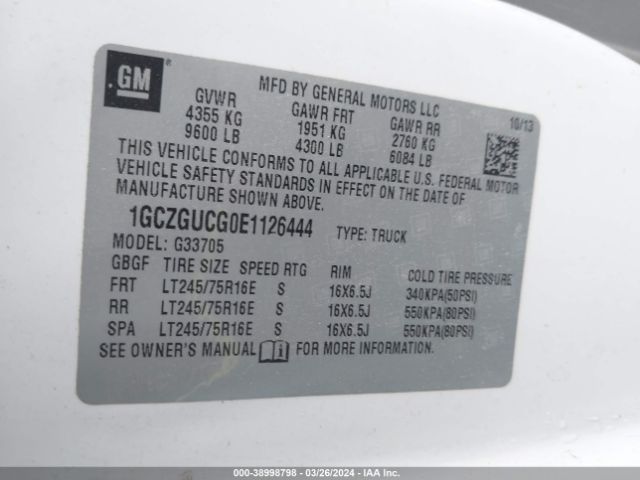 GM
®
MFD BY GENERAL MOTORS LLC
GVWR GAWR FRT GAWR RR 10/13
4355 KG 1951 KG 2760 KG
9600 LB 4300 LB 6084 LB
THIS VEHICLE CONFORMS TO ALL APPLICABLE U.S. FEDERAL MOTOR
VEHICLE SAFETY STANDARDS IN EFFECT ON THE DATE OF
MANUFACTURE SHOWN ABOVE.
1GCZGUCG0E1126444 TYPE: TRUCK
MODEL: G33705
GBGF TIRE SIZE SPEED RTG RIM COLD TIRE PRESSURE
FRT LT245/75R16E S 16X6.5J 340KPA(50PSI)
RR LT245/75R16E S 16X6.5J 550KPA(80PSI)
SPA LT245/75R16E S 16X6.5J 550KPA(80PSI)
SEE OWNER'S MANUAL i FOR MORE INFORMATION.
000-38998798 — 03/26/2024 — IAA Inc.